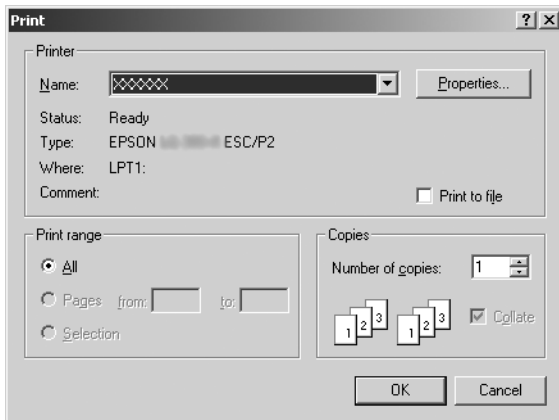 Print
Printer
Name: XXXXXX Properties...
Status: Ready
Type: EPSON ESC/P2
Where: LPT1:
Comment: Print to file
Print range
All
Pages from: to:
Selection
Copies
Number of copies: 1
1 2 3 1 2 3 Collate
OK Cancel